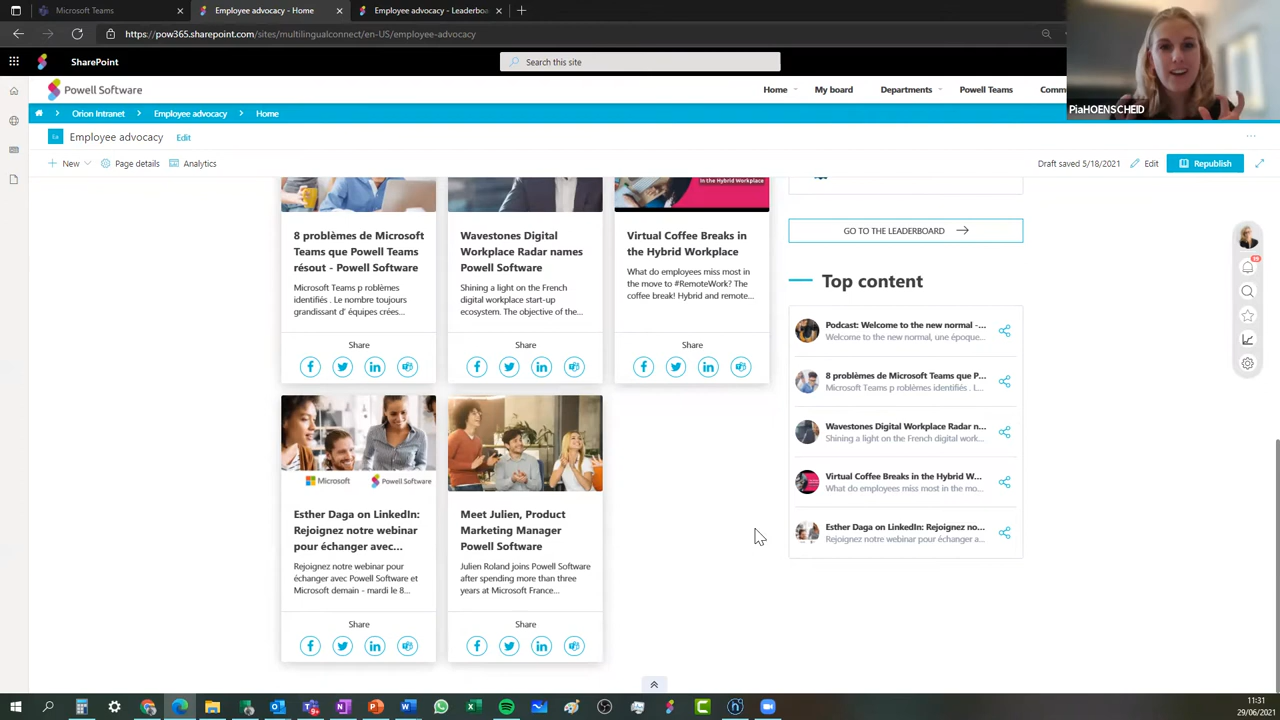 Microsoft Teams
Employee advocacy - Home
Employee advocacy - Leaderboa
https://pow365.sharepoint.com/sites/multilingualconnect/en-US/employee-advocacy
SharePoint
Search this site
PiaHOENSCHEID
Powell Software
Home
My board
Departments
Powell Teams
Comm
Orion Intranet
Employee advocacy
Home
Ea
Employee advocacy
Edit
New
Page details
Analytics
Draft saved 5/18/2021
Edit
Republish
in the Hybrid Workplace
8 problèmes de Microsoft
Teams que Powell Teams
résout - Powell Software
Microsoft Teams p roblèmes
identifiés . Le nombre toujours
grandissant d' équipes crées...
Share
Wavestones Digital
Workplace Radar names
Powell Software
Shining a light on the French
digital workplace start-up
ecosystem. The objective of the...
Share
Virtual Coffee Breaks in
the Hybrid Workplace
What do employees miss most in
the move to #RemoteWork? The
coffee break! Hybrid and remote...
Share
GO TO THE LEADERBOARD
Top content
Podcast: Welcome to the new normal -...
Welcome to the new normal, une époque...
8 problèmes de Microsoft Teams que P...
Microsoft Teams p roblèmes identifiés . L...
Wavestones Digital Workplace Radar n...
Shining a light on the French digital work...
Virtual Coffee Breaks in the Hybrid W...
What do employees miss most in the mo...
Esther Daga on LinkedIn: Rejoignez no...
Rejoignez notre webinar pour échanger a...
Microsoft
Powell Software
Esther Daga on LinkedIn:
Rejoignez notre webinar
pour échanger avec...
Rejoignez notre webinar pour
échanger avec Powell Software et
Microsoft demain - mardi le 8...
Share
Meet Julien, Product
Marketing Manager
Powell Software
Julien Roland joins Powell Software
after spending more than three
years at Microsoft France...
Share
11:31
29/06/2021